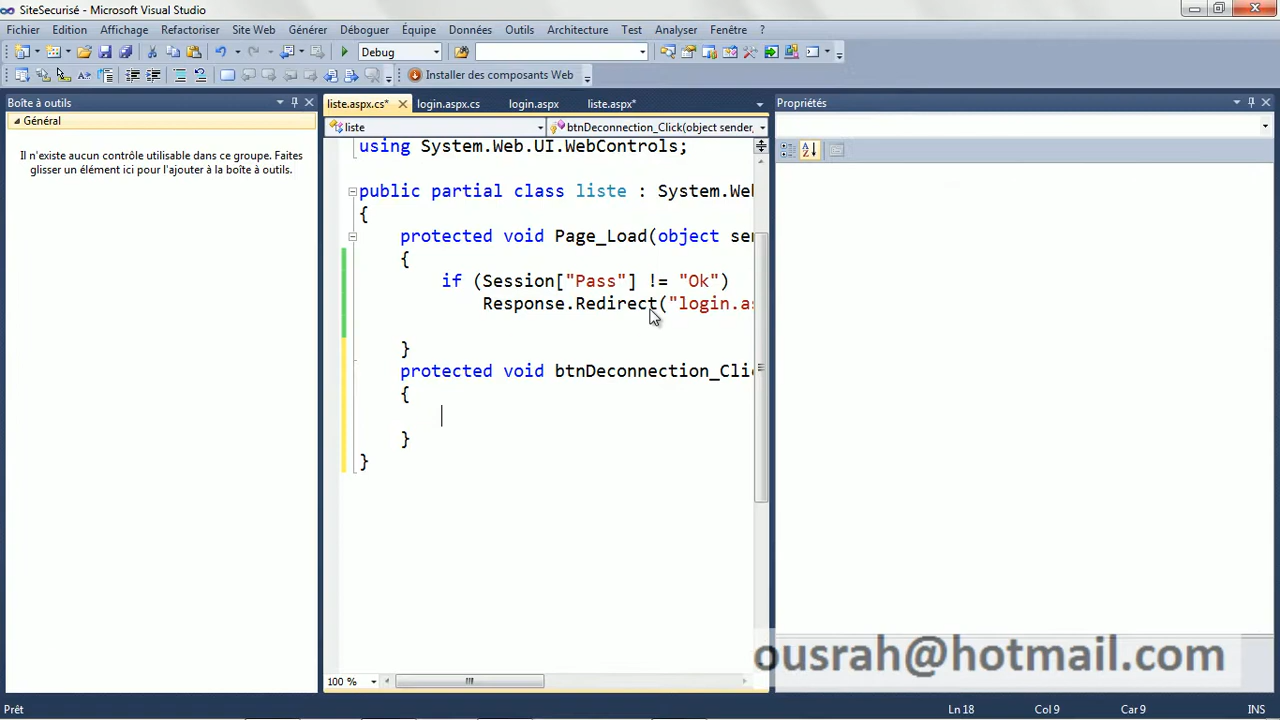 SiteSecurisé - Microsoft Visual Studio
Fichier Edition Affichage Refactoriser Site Web Générer Déboguer Équipe Données Outils Architecture Test Analyser Fenêtre ?
Debug
Installer des composants Web
Boîte à outils
liste.aspx.cs* login.aspx.cs login.aspx liste.aspx*
Propriétés
Général
liste btnDeconnection_Click(object sender,
Il n'existe aucun contrôle utilisable dans ce groupe. Faites
glisser un élément ici pour l'ajouter à la boîte à outils.
using System.Web.UI.WebControls;
public partial class liste : System.Web
{
protected void Page_Load(object sen
{
if (Session["Pass"] != "Ok")
Response.Redirect("login.as
}
protected void btnDeconnection_Clic
{
}
}
ousrah@hotmail.com
100 %
Prêt Ln 18 Col 9 Car 9 INS